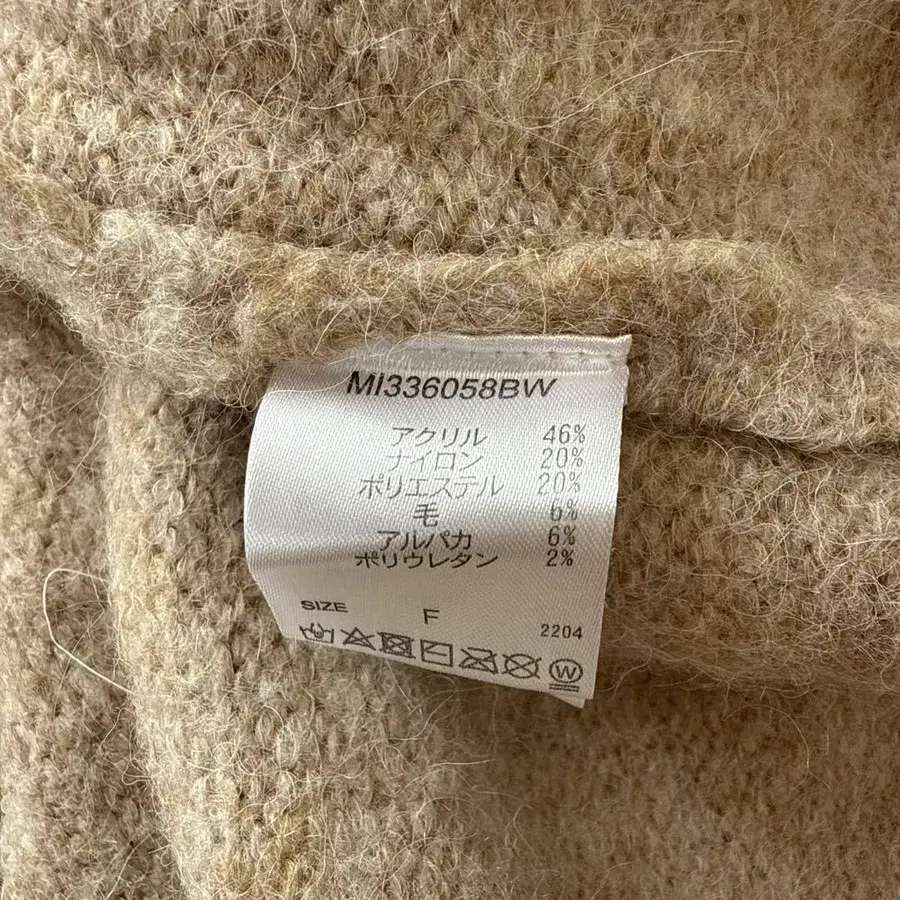 MI336058BW
アクリル 46%
ナイロン 20%
ポリエステル 20%
毛 6%
アルパカ 6%
ポリウレタン 2%
SIZE F
2204
W